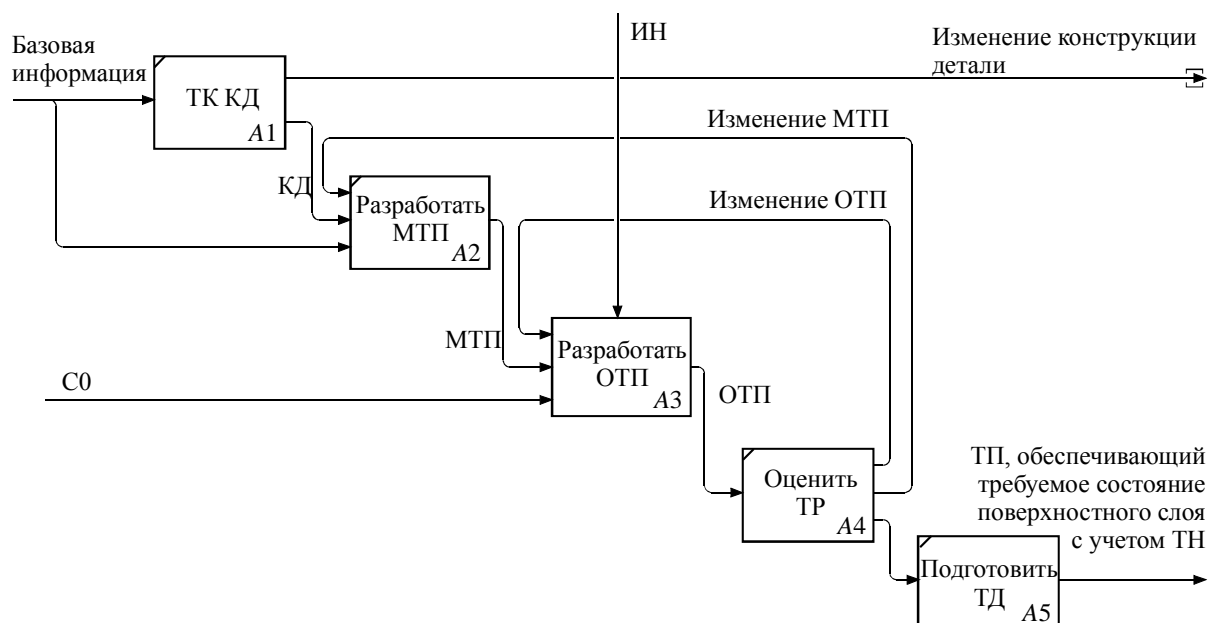 ИН
Базовая
информация
Изменение конструкции
детали
ТК КД
A1
Изменение МТП
КД
Разработать
МТП
A2
Изменение ОТП
МТП
Разработать
ОТП
A3
С0
ОТП
Оценить
ТР
A4
ТП, обеспечивающий
требуемое состояние
поверхностного слоя
с учетом ТН
Подготовить
ТД
A5